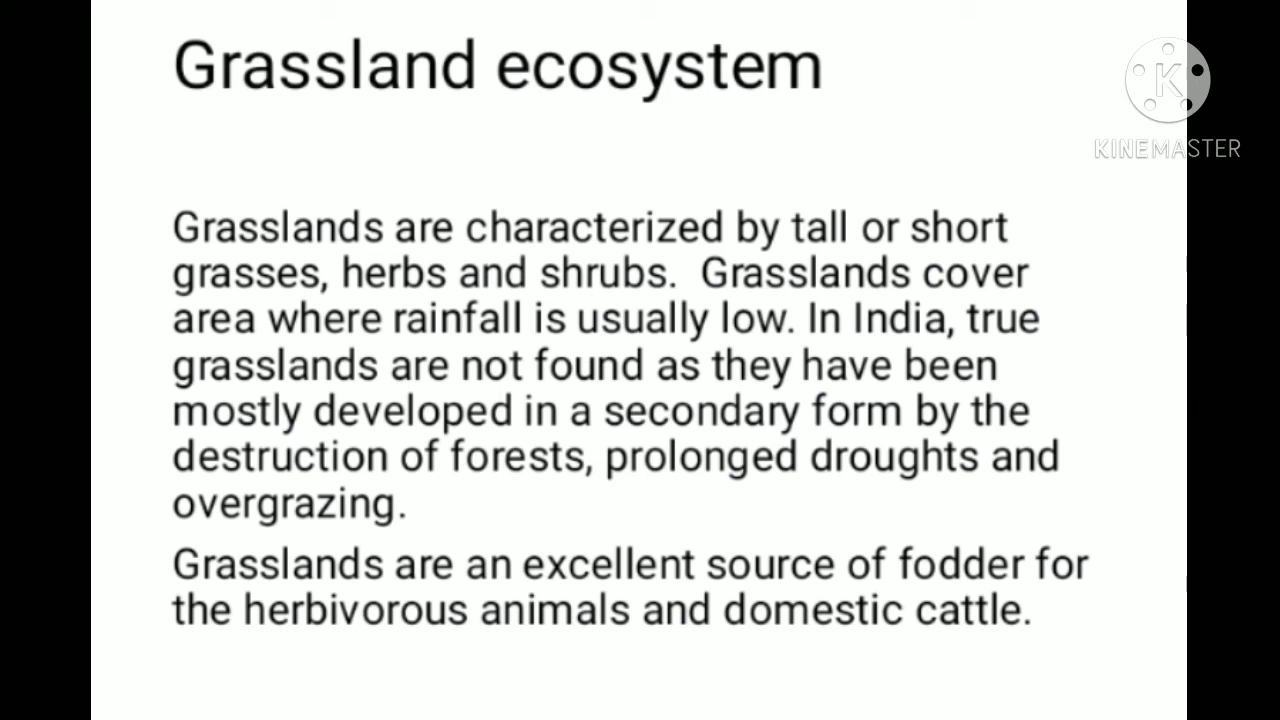 Grassland ecosystem
K
KINEMASTER
Grasslands are characterized by tall or short
grasses, herbs and shrubs.  Grasslands cover
area where rainfall is usually low. In India, true
grasslands are not found as they have been
mostly developed in a secondary form by the
destruction of forests, prolonged droughts and
overgrazing.
Grasslands are an excellent source of fodder for
the herbivorous animals and domestic cattle.